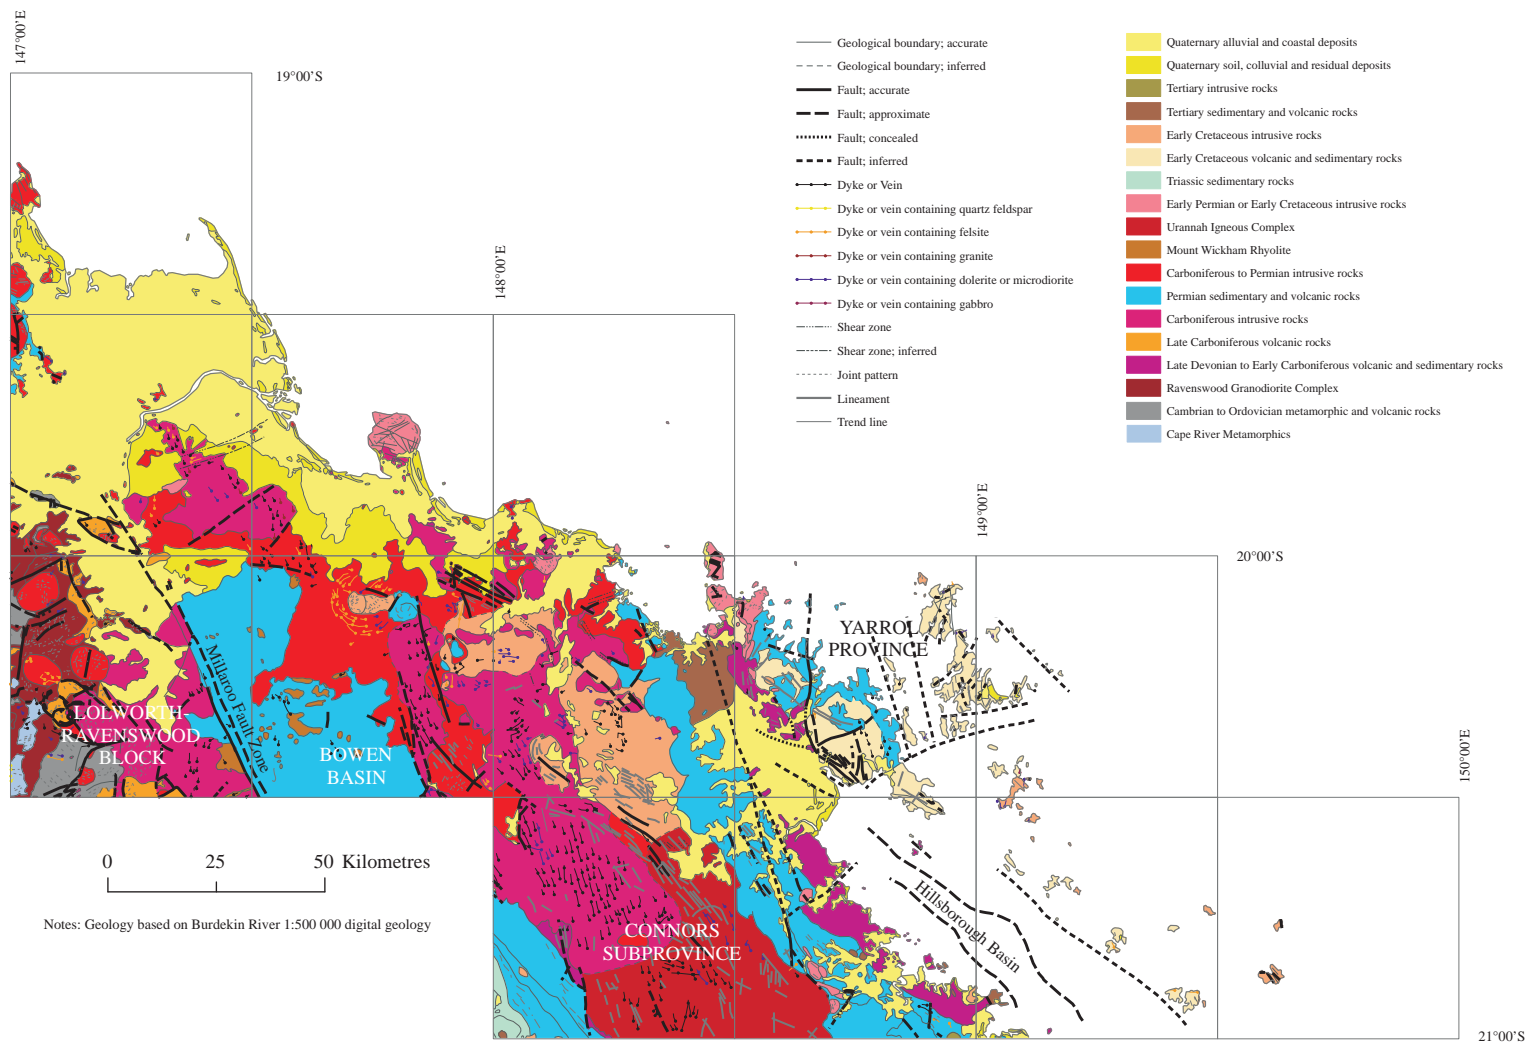 147°00'E
19°00'S
148°00'E
149°00'E
20°00'S
150°00'E
21°00'S
Geological boundary; accurate
Geological boundary; inferred
Fault; accurate
Fault; approximate
Fault; concealed
Fault; inferred
Dyke or Vein
Dyke or vein containing quartz feldspar
Dyke or vein containing felsite
Dyke or vein containing granite
Dyke or vein containing dolerite or microdiorite
Dyke or vein containing gabbro
Shear zone
Shear zone; inferred
Joint pattern
Lineament
Trend line
Quaternary alluvial and coastal deposits
Quaternary soil, colluvial and residual deposits
Tertiary intrusive rocks
Tertiary sedimentary and volcanic rocks
Early Cretaceous intrusive rocks
Early Cretaceous volcanic and sedimentary rocks
Triassic sedimentary rocks
Early Permian or Early Cretaceous intrusive rocks
Urannah Igneous Complex
Mount Wickham Rhyolite
Carboniferous to Permian intrusive rocks
Permian sedimentary and volcanic rocks
Carboniferous intrusive rocks
Late Carboniferous volcanic rocks
Late Devonian to Early Carboniferous volcanic and sedimentary rocks
Ravenswood Granodiorite Complex
Cambrian to Ordovician metamorphic and volcanic rocks
Cape River Metamorphics
YARROL
PROVINCE
Millaroo Fault Zone
LOLWORTH-
RAVENSWOOD
BLOCK
BOWEN
BASIN
CONNORS
SUBPROVINCE
Hillsborough Basin
0 25 50 Kilometres
Notes: Geology based on Burdekin River 1:500 000 digital geology